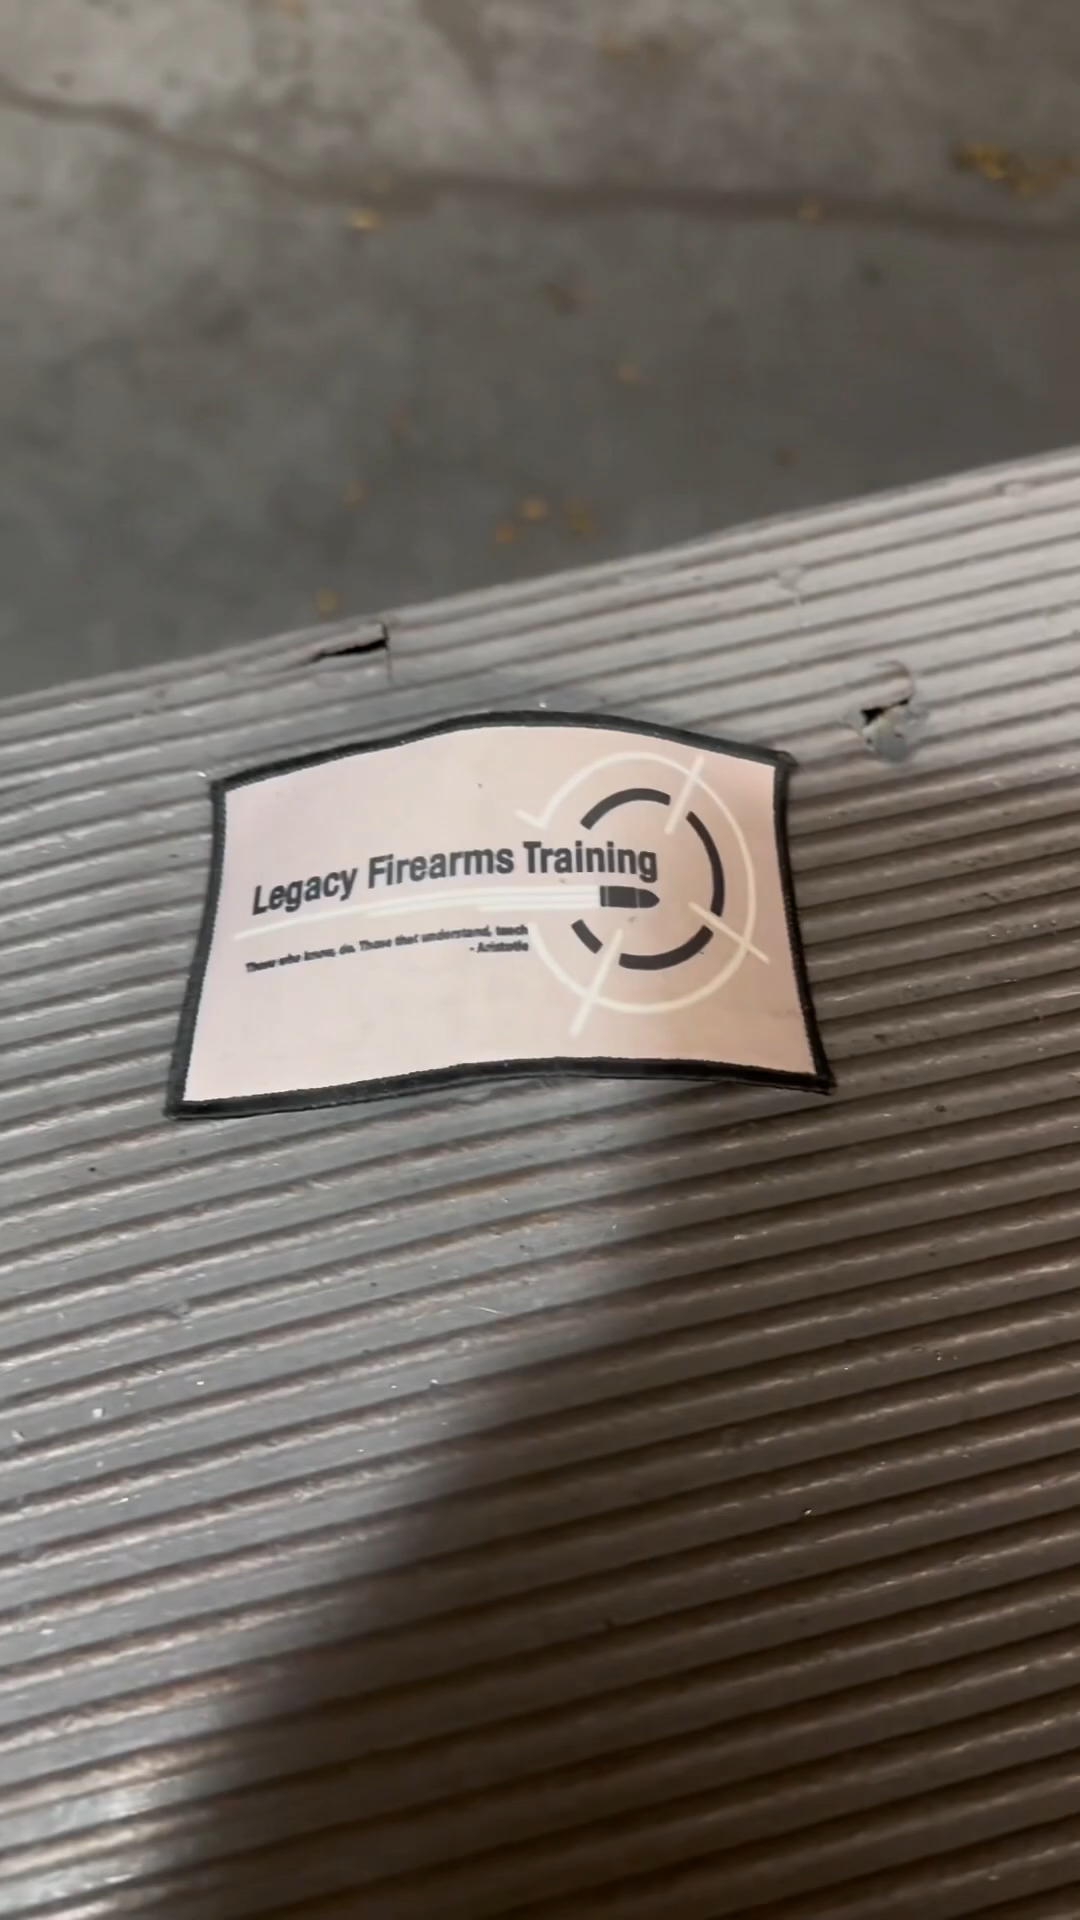 Legacy Firearms Training
Those who know, do. Those that understand, teach
- Aristotle